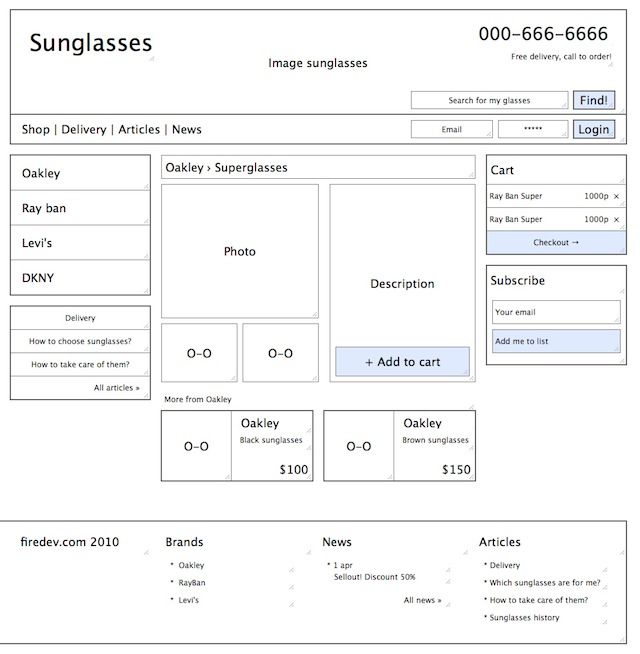 Sunglasses
Image sunglasses
000-666-6666
Free delivery, call to order!
Search for my glasses
Find!
Shop | Delivery | Articles | News
Email
*****
Login
Oakley
Ray ban
Levi's
DKNY
Delivery
How to choose sunglasses?
How to take care of them?
All articles »
Oakley › Superglasses
Photo
O-O
O-O
Description
+ Add to cart
More from Oakley
O-O
Oakley
Black sunglasses
$100
O-O
Oakley
Brown sunglasses
$150
Cart
Ray Ban Super 1000p ×
Ray Ban Super 1000p ×
Checkout →
Subscribe
Your email
Add me to list
firedev.com 2010
Brands
* Oakley
* RayBan
* Levi's
News
* 1 apr
Sellout! Discount 50%
All news »
Articles
* Delivery
* Which sunglasses are for me?
* How to take care of them?
* Sunglasses history